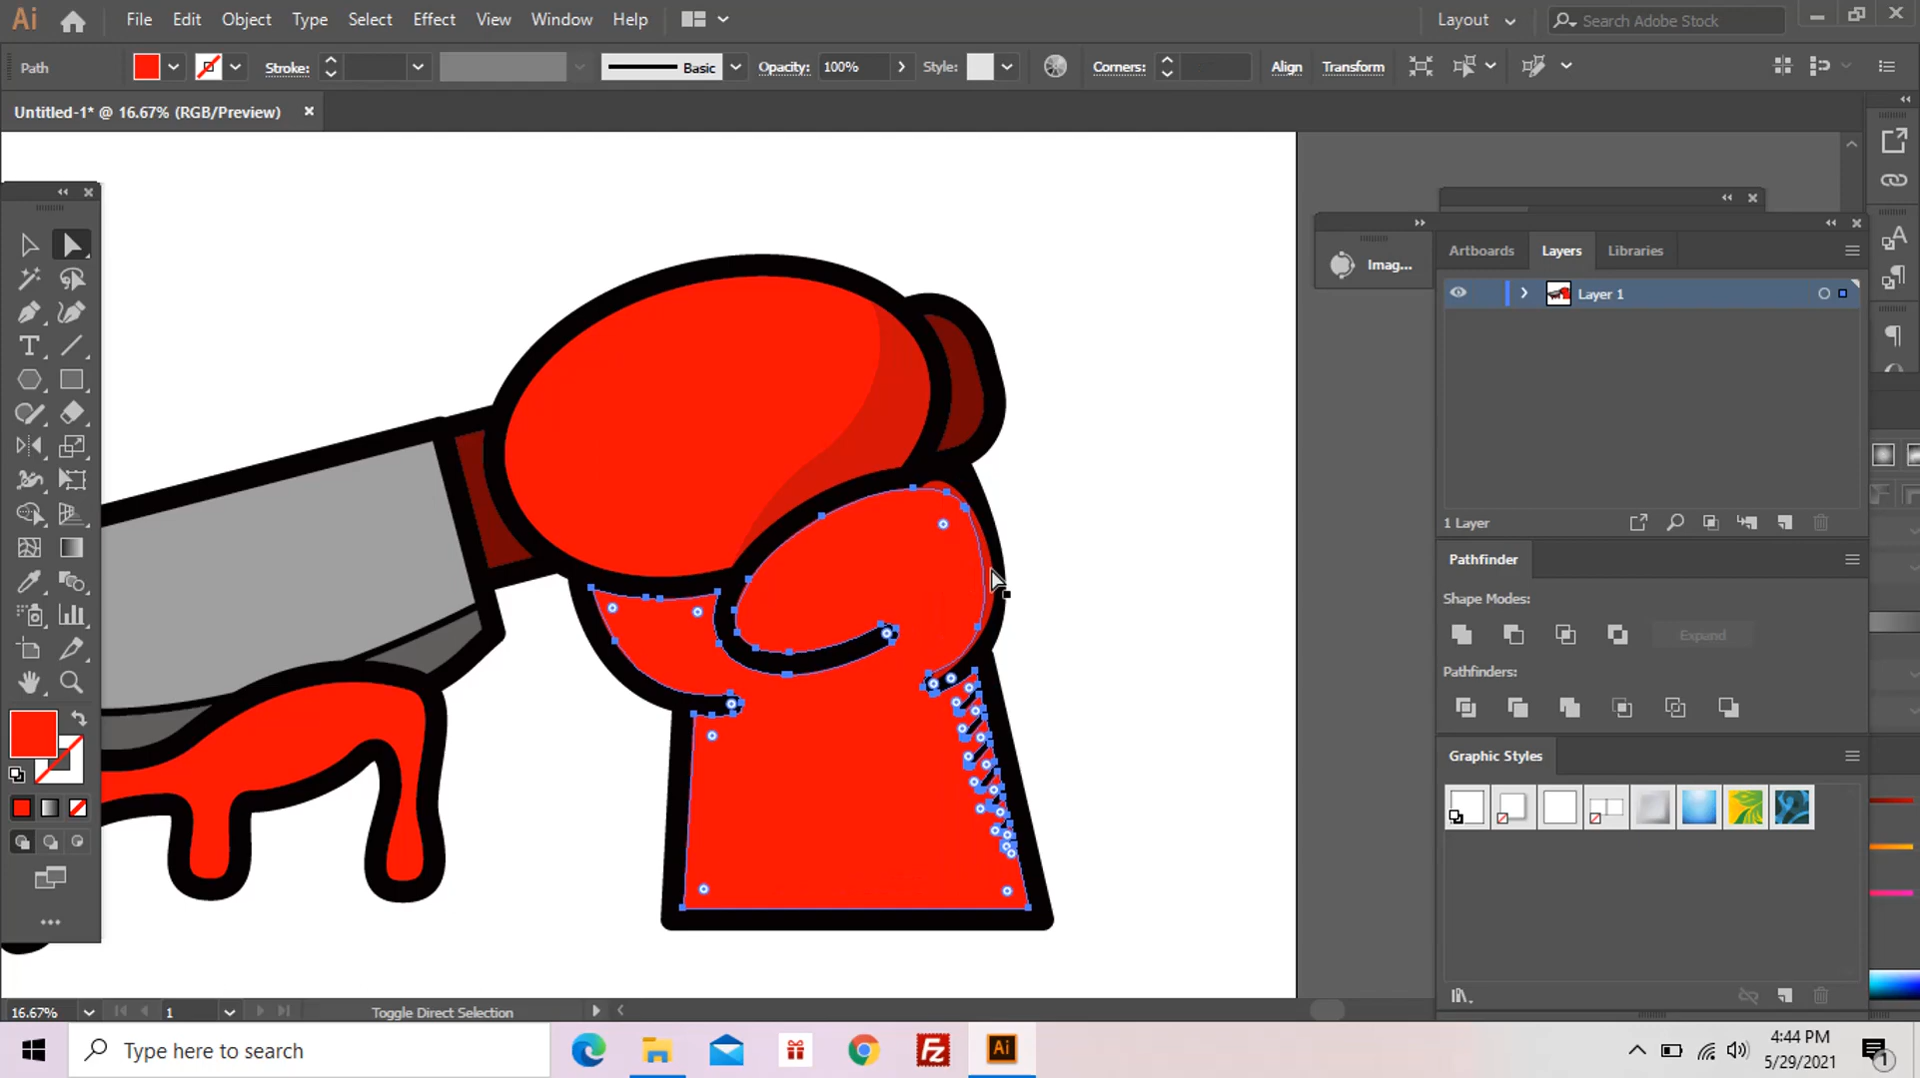 Ai File Edit Object Type Select Effect View Window Help Layout Search Adobe Stock
Path Stroke: Basic Opacity: 100% Style: Corners: Align Transform
Untitled-1* @ 16.67% (RGB/Preview)
Imag...
Artboards Layers Libraries
Layer 1
1 Layer
Pathfinder
Shape Modes:
Expand
Pathfinders:
Graphic Styles
16.67% 1 Toggle Direct Selection
Type here to search
Fz
Ai
4:44 PM
5/29/2021
1